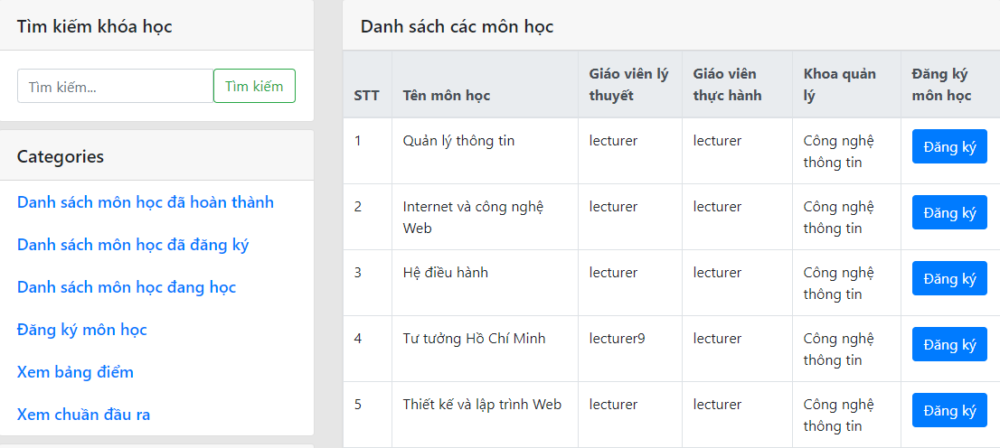 Tìm kiếm khóa học
Tìm kiếm...
Tìm kiếm
Categories
Danh sách môn học đã hoàn thành
Danh sách môn học đã đăng ký
Danh sách môn học đang học
Đăng ký môn học
Xem bảng điểm
Xem chuẩn đầu ra
Danh sách các môn học
STT
Tên môn học
Giáo viên lý
thuyết
Giáo viên
thực hành
Khoa quản
lý
Đăng ký
môn học
1
Quản lý thông tin
lecturer
lecturer
Công nghệ
thông tin
Đăng ký
2
Internet và công nghệ
Web
lecturer
lecturer
Công nghệ
thông tin
Đăng ký
3
Hệ điều hành
lecturer
lecturer
Công nghệ
thông tin
Đăng ký
4
Tư tưởng Hồ Chí Minh
lecturer9
lecturer
Công nghệ
thông tin
Đăng ký
5
Thiết kế và lập trình Web
lecturer
lecturer
Công nghệ
thông tin
Đăng ký